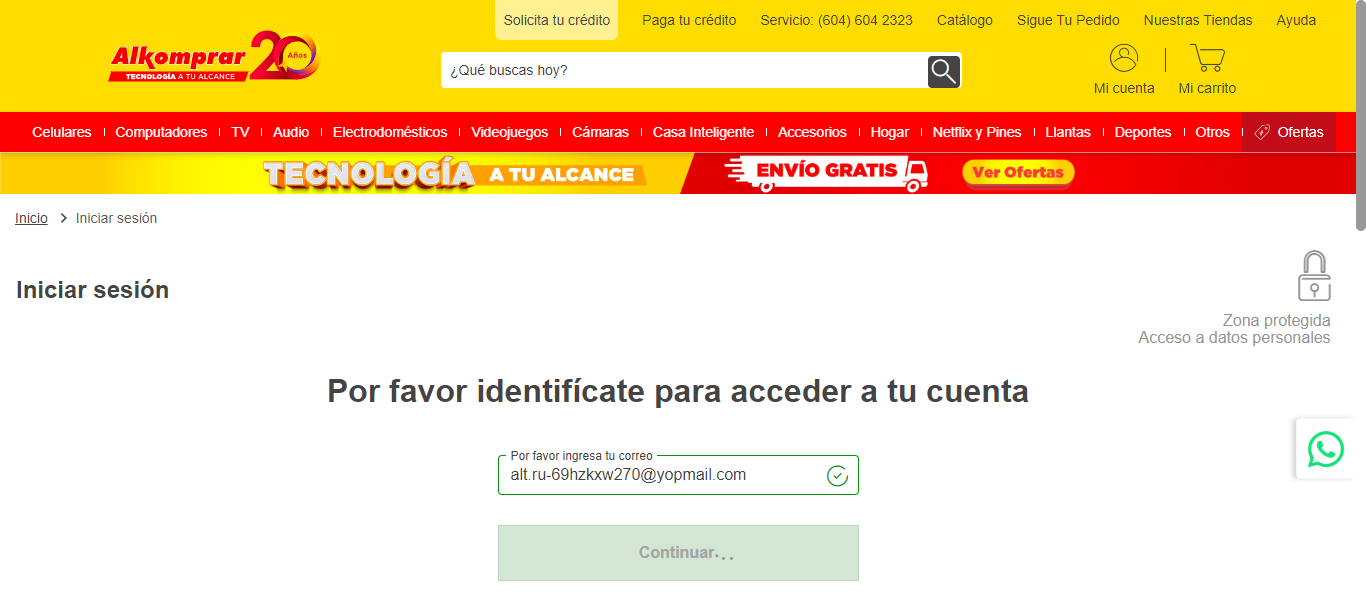 Solicita tu crédito Paga tu crédito Servicio: (604) 604 2323 Catálogo Sigue Tu Pedido Nuestras Tiendas Ayuda
Alkomprar 20 Años
TECNOLOGÍA A TU ALCANCE
¿Qué buscas hoy?
Mi cuenta Mi carrito
Celulares Computadores TV Audio Electrodomésticos Videojuegos Cámaras Casa Inteligente Accesorios Hogar Netflix y Pines Llantas Deportes Otros Ofertas
TECNOLOGÍA A TU ALCANCE ENVÍO GRATIS Ver Ofertas
Inicio Iniciar sesión
Iniciar sesión
Zona protegida
Acceso a datos personales
Por favor identifícate para acceder a tu cuenta
Por favor ingresa tu correo
alt.ru-69hzkxw270@yopmail.com
Continuar...